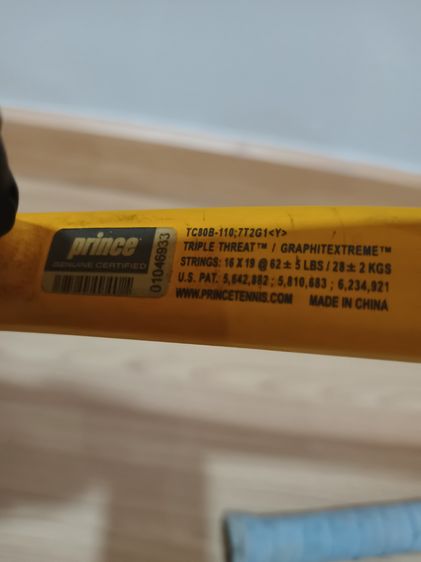 prince
GENUINE CERTIFIED
01046933
TC80B-110;7T2G1<Y>
TRIPLE THREAT™ / GRAPHITEXTREME™
STRINGS: 16 X 19 @ 62 ± 5 LBS / 28 ± 2 KGS
U.S. PAT. 5,642,882 ; 5,810,683 ; 6,234,921
WWW.PRINCETENNIS.COM MADE IN CHINA